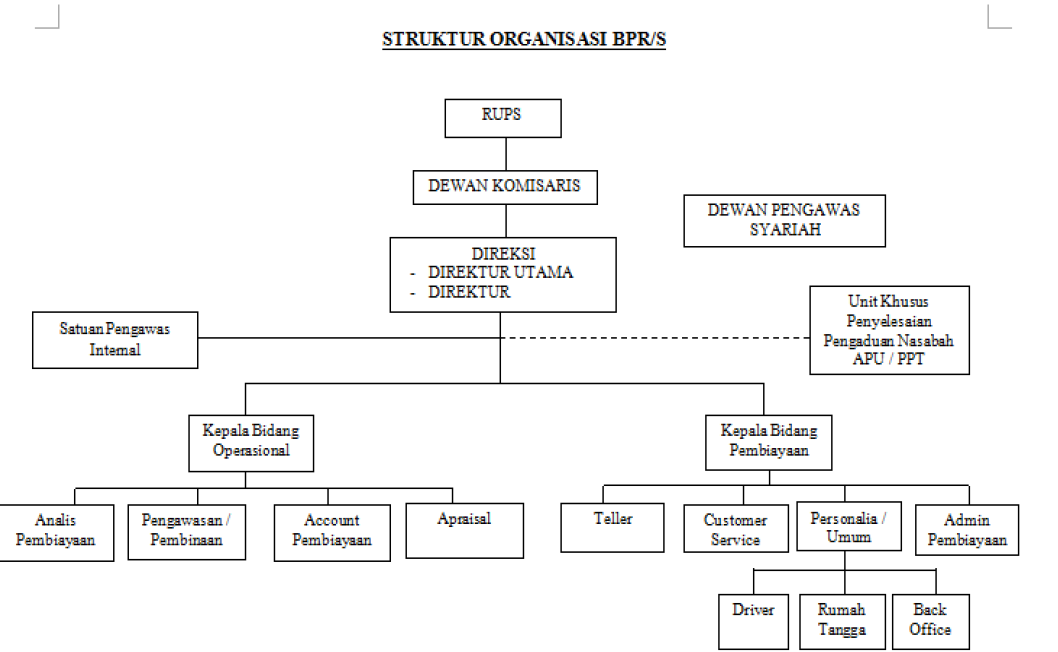 STRUKTUR ORGANISASI BPR/S
RUPS
DEWAN KOMISARIS
DEWAN PENGAWAS
SYARIAH
DIREKSI
- DIREKTUR UTAMA
- DIREKTUR
Satuan Pengawas
Internal
Unit Khusus
Penyelesaian
Pengaduan Nasabah
APU / PPT
Kepala Bidang
Operasional
Kepala Bidang
Pembiayaan
Analis
Pembiayaan
Pengawasan /
Pembinaan
Account
Pembiayaan
Apraisal
Teller
Customer
Service
Personalia /
Umum
Admin
Pembiayaan
Driver
Rumah
Tangga
Back
Office